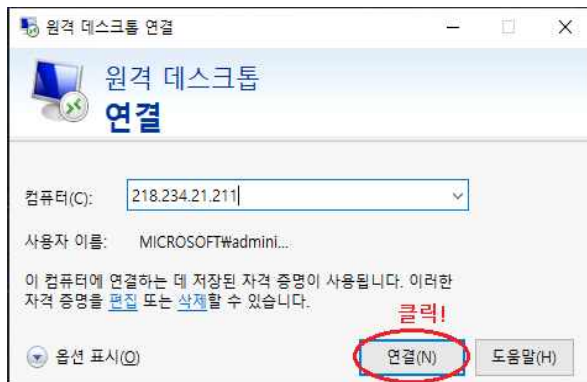 원격 데스크톱 연결
원격 데스크톱
연결
컴퓨터(C):
218.234.21.211
사용자 이름:
MICROSOFT₩admini...
이 컴퓨터에 연결하는 데 저장된 자격 증명이 사용됩니다. 이러한
자격 증명을 편집 또는 삭제할 수 있습니다.
클릭!
옵션 표시(O)
연결(N)
도움말(H)